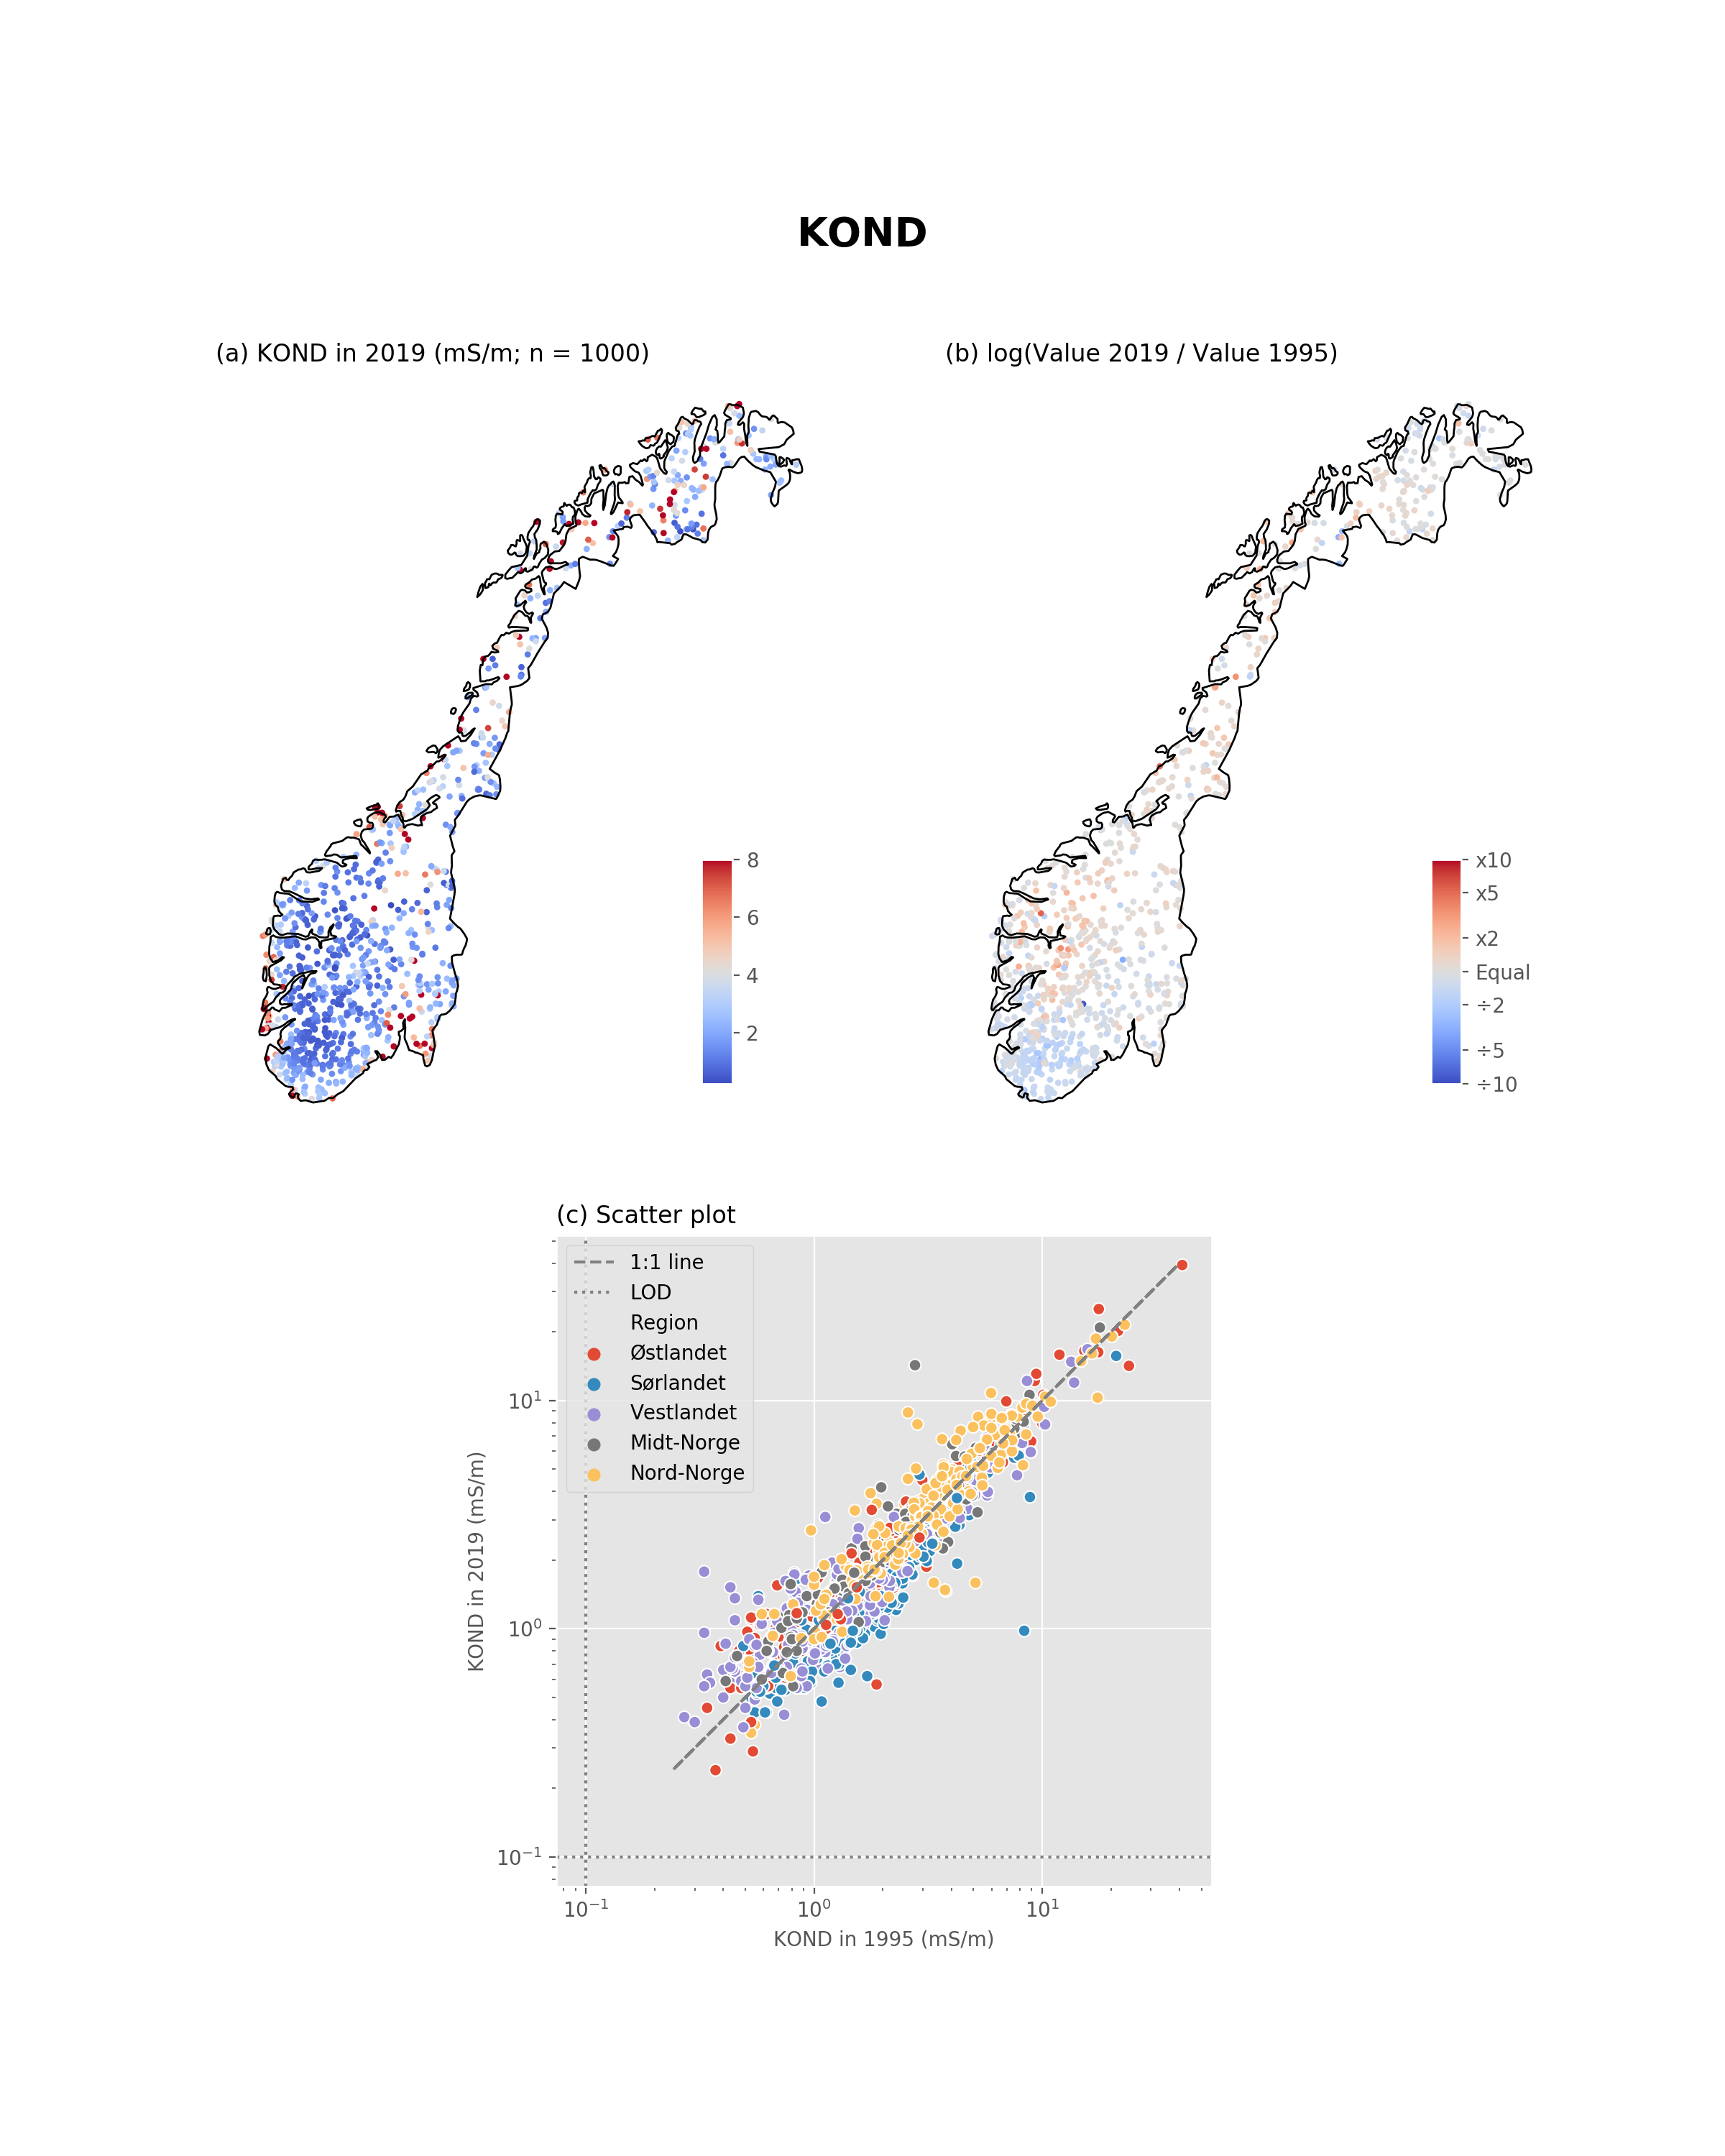 KOND
(a) KOND in 2019 (mS/m; n = 1000)
(b) log(Value 2019 / Value 1995)
8
6
4
2
x10
x5
x2
Equal
÷2
÷5
÷10
(c) Scatter plot
1:1 line
LOD
Region
Østlandet
Sørlandet
Vestlandet
Midt-Norge
Nord-Norge
10¹
10⁰
10⁻¹
KOND in 2019 (mS/m)
10⁻¹
10⁰
10¹
KOND in 1995 (mS/m)